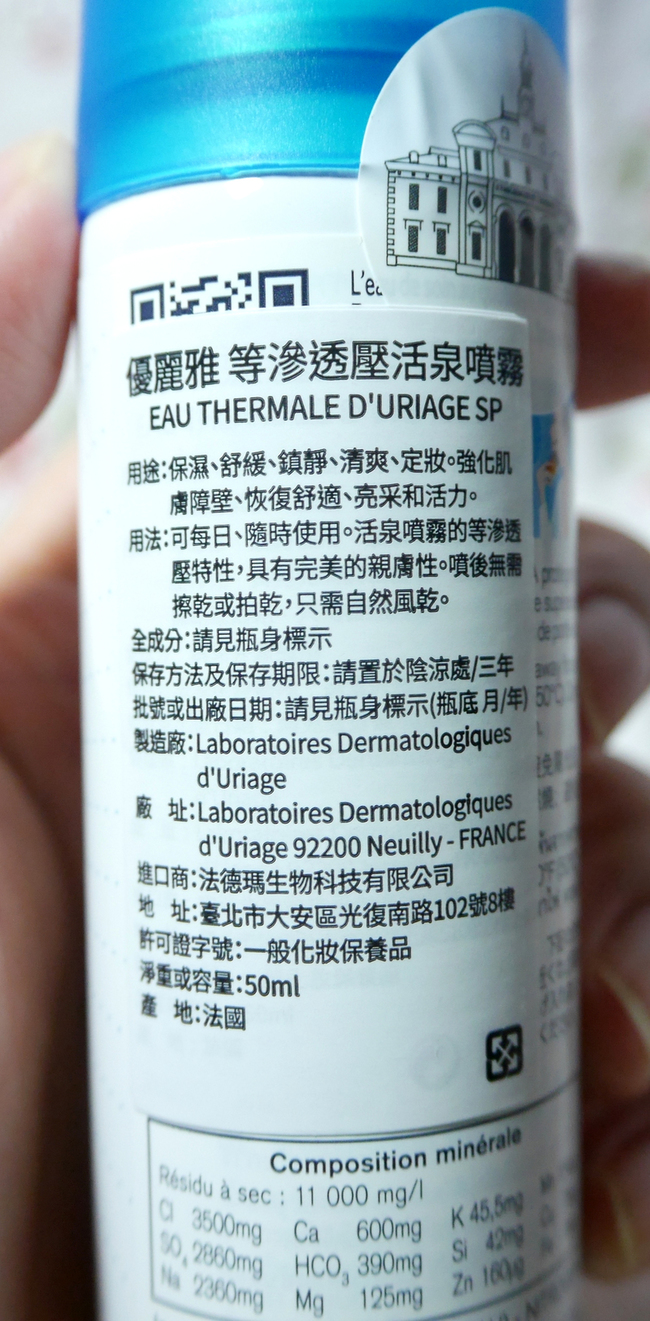 優麗雅 等滲透壓活泉噴霧
EAU THERMALE D'URIAGE SP
用途:保濕、舒緩、鎮靜、清爽、定妝。強化肌
膚障壁、恢復舒適、亮采和活力。
用法:可每日、隨時使用。活泉噴霧的等滲透
壓特性,具有完美的親膚性。噴後無需
擦乾或拍乾,只需自然風乾。
全成分:請見瓶身標示
保存方法及保存期限:請置於陰涼處/三年
批號或出廠日期:請見瓶身標示(瓶底 月/年)
製造廠:Laboratoires Dermatologiques
d'Uriage
廠 址:Laboratoires Dermatologiques
d'Uriage 92200 Neuilly - FRANCE
進口商:法德瑪生物科技有限公司
地 址:臺北市大安區光復南路102號8樓
許可證字號:一般化妝保養品
淨重或容量:50ml
產 地:法國
Composition minérale
Résidu à sec : 11 000 mg/l
Cl 3500mg Ca 600mg K 45,5mg
SO4 2860mg HCO3 390mg Si 42mg
Na 2360mg Mg 125mg Zn 160µg